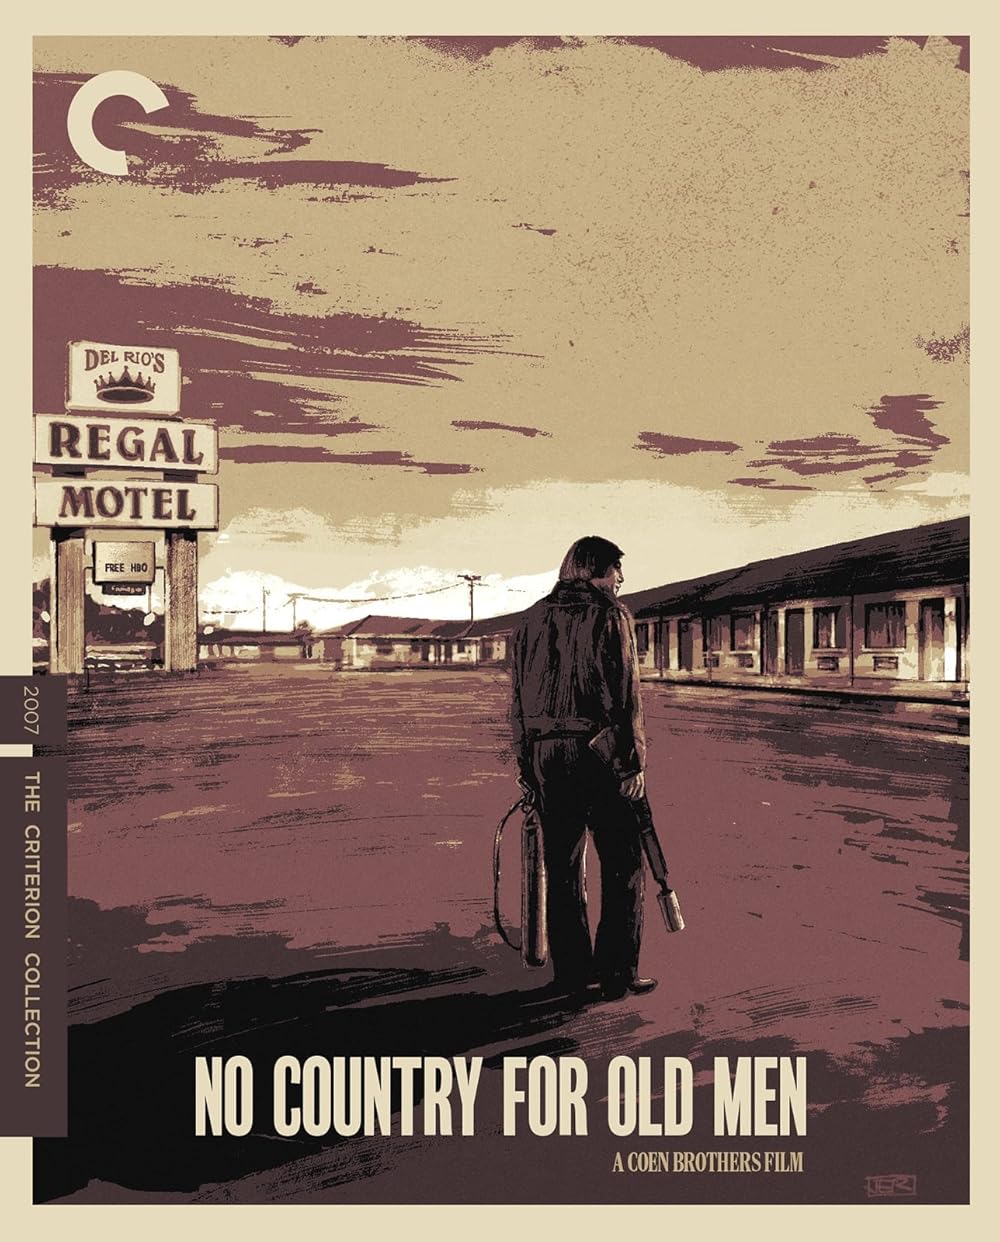 DEL RIO'S
REGAL
MOTEL
FREE HBO
2007
THE CRITERION COLLECTION
NO COUNTRY FOR OLD MEN
A COEN BROTHERS FILM